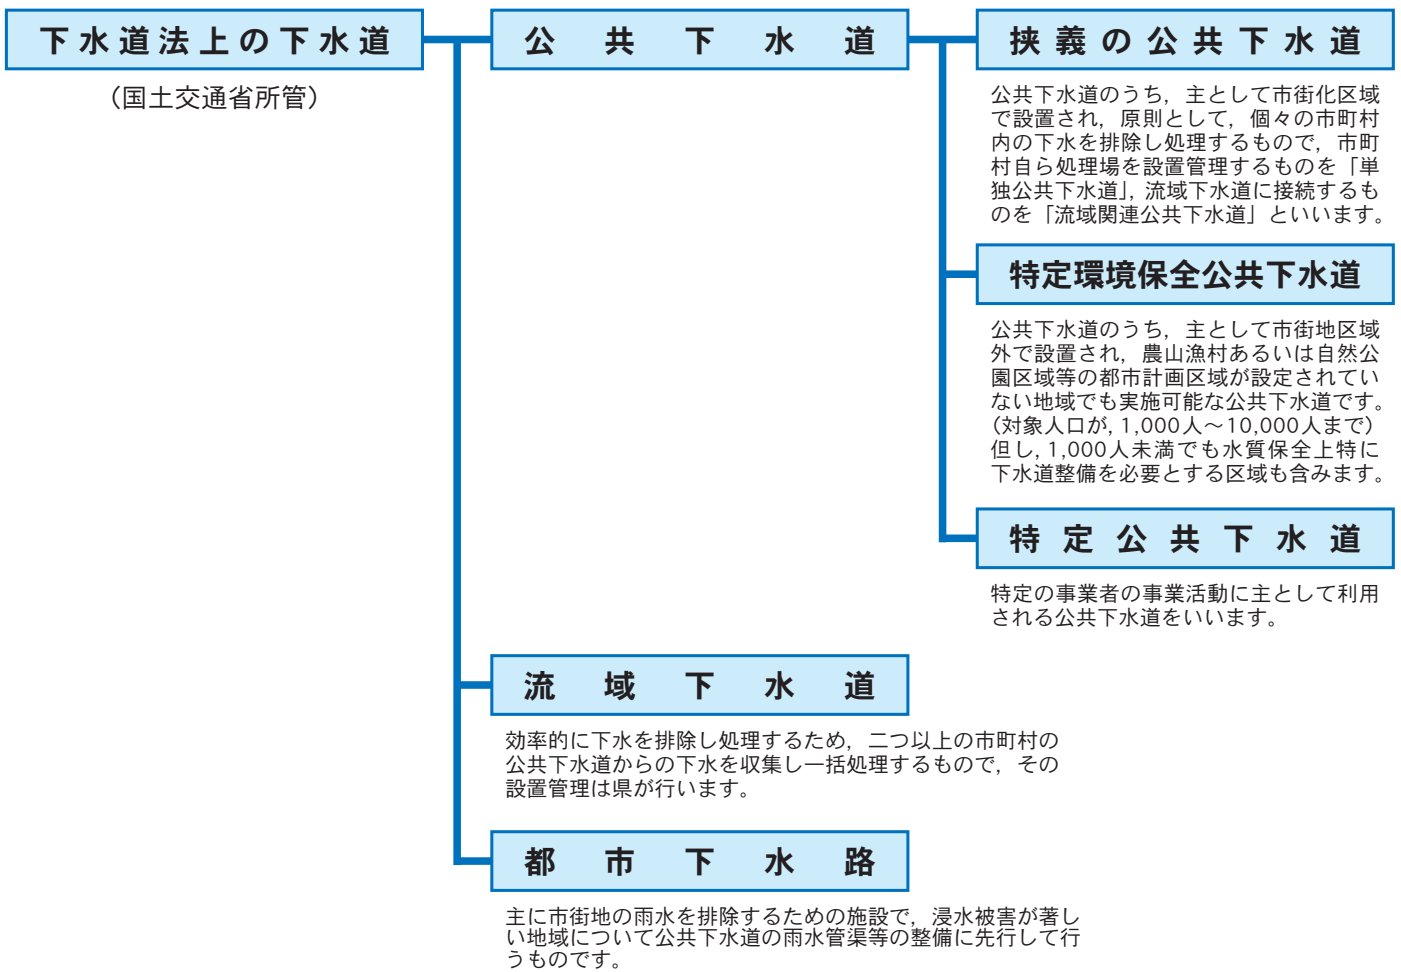 下水道法上の下水道
（国土交通省所管）
公共下水道
挟義の公共下水道
公共下水道のうち，主として市街化区域
で設置され，原則として，個々の市町村
内の下水を排除し処理するもので，市町
村自ら処理場を設置管理するものを「単
独公共下水道」，流域下水道に接続するも
のを「流域関連公共下水道」といいます。
特定環境保全公共下水道
公共下水道のうち，主として市街地区域
外で設置され，農山漁村あるいは自然公
園区域等の都市計画区域が設定されてい
ない地域でも実施可能な公共下水道です。
（対象人口が，1,000人～10,000人まで）
但し，1,000人未満でも水質保全上特に
下水道整備を必要とする区域も含みます。
特定公共下水道
特定の事業者の事業活動に主として利用
される公共下水道をいいます。
流域下水道
効率的に下水を排除し処理するため，二つ以上の市町村の
公共下水道からの下水を収集し一括処理するもので，その
設置管理は県が行います。
都市下水路
主に市街地の雨水を排除するための施設で，浸水被害が著し
い地域について公共下水道の雨水管渠等の整備に先行して行
うものです。